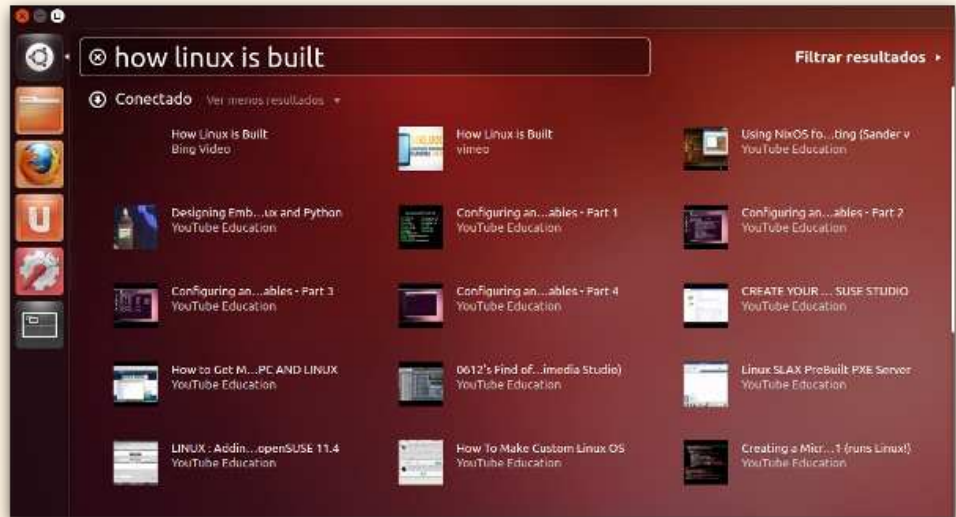 how linux is built
Filtrar resultados
Conectado Ver menos resultados
How Linux is Built
Bing Video
How Linux is Built
vimeo
Using NixOS fo...ting (Sander v
YouTube Education
Designing Emb...ux and Python
YouTube Education
Configuring an...ables - Part 1
YouTube Education
Configuring an...ables - Part 2
YouTube Education
Configuring an...ables - Part 3
YouTube Education
Configuring an...ables - Part 4
YouTube Education
CREATE YOUR ... SUSE STUDIO
YouTube Education
How to Get M...PC AND LINUX
YouTube Education
0612's Find of...imedia Studio)
YouTube Education
Linux SLAX PreBuilt PXE Server
YouTube Education
LINUX : Addin...openSUSE 11.4
YouTube Education
How To Make Custom Linux OS
YouTube Education
Creating a Micr...1 (runs Linux!)
YouTube Education